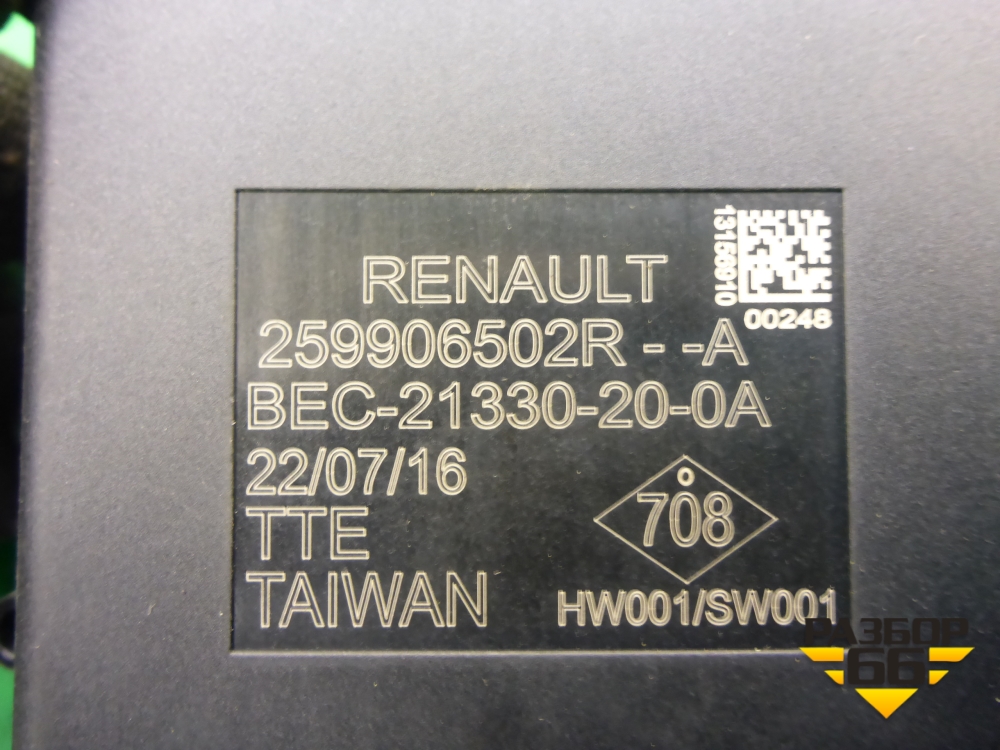 13168910
00248
RENAULT
259906502R - -A
BEC-21330-20-0A
22/07/16
O
708
TTE
TAIWAN
HW001/SW001
РАЗБОР
66